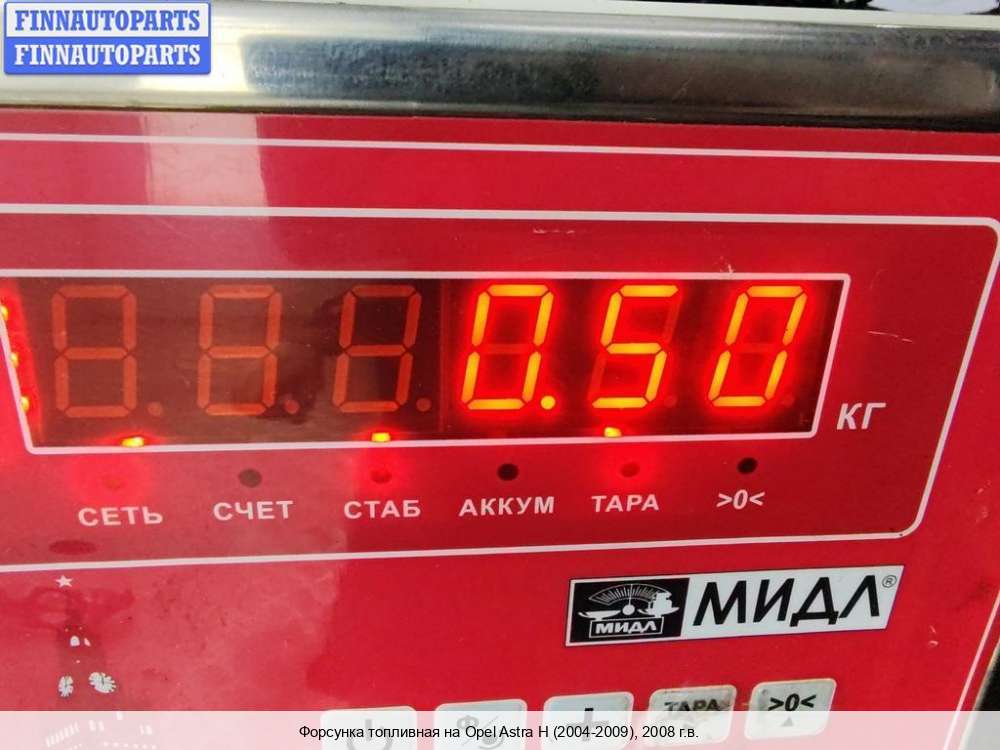 FINNAUTOPARTS
FINNAUTOPARTS
0.50
КГ
СЕТЬ СЧЕТ СТАБ АККУМ ТАРА >0<
МИДЛ МИДЛ®
ТАРА >0<
Форсунка топливная на Opel Astra H (2004-2009), 2008 г.в.